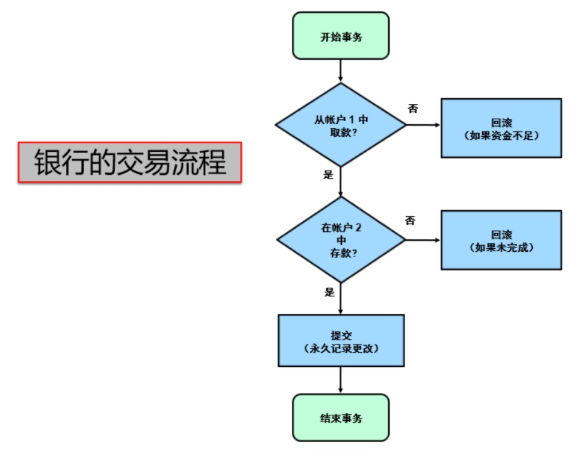 开始事务
从帐户 1 中
取款?
否
回滚
(如果资金不足)
银行的交易流程
是
在帐户 2
中
存款?
否
回滚
(如果未完成)
是
提交
(永久记录更改)
结束事务